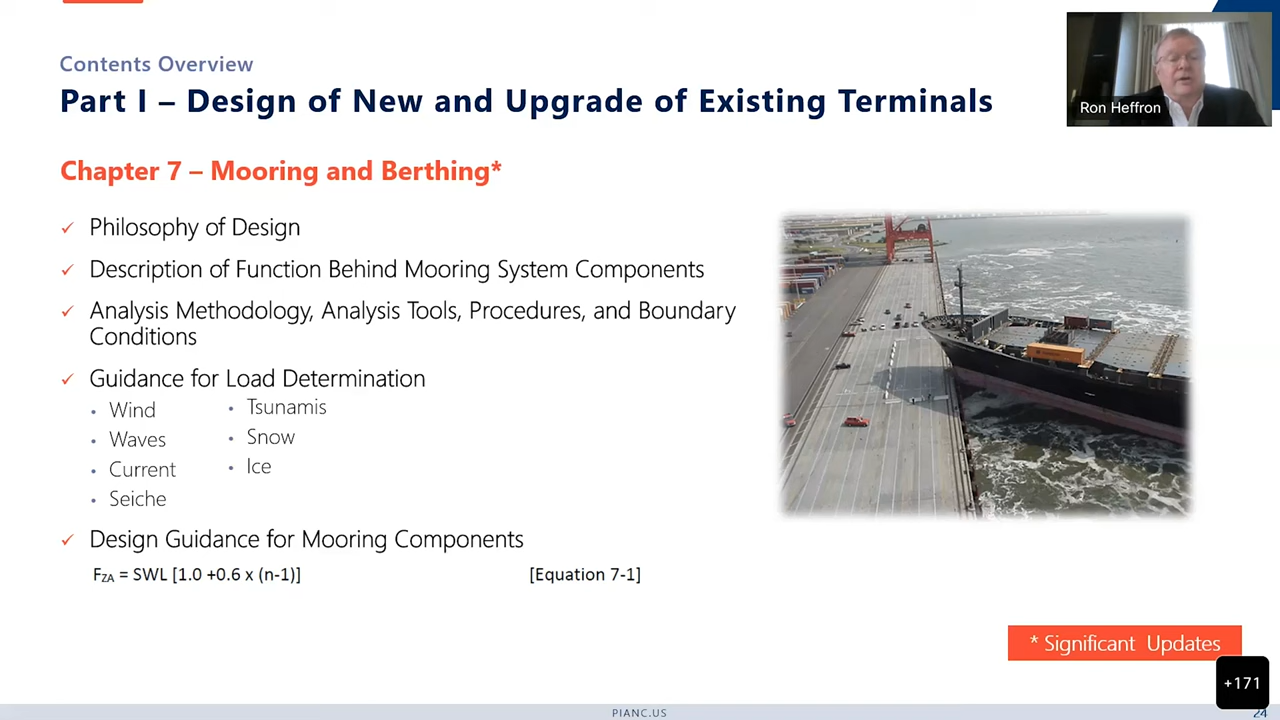 Contents Overview
Part I – Design of New and Upgrade of Existing Terminals
Ron Heffron
Chapter 7 – Mooring and Berthing*
✓ Philosophy of Design
✓ Description of Function Behind Mooring System Components
✓ Analysis Methodology, Analysis Tools, Procedures, and Boundary
Conditions
✓ Guidance for Load Determination
• Wind
• Waves
• Current
• Seiche
• Tsunamis
• Snow
• Ice
✓ Design Guidance for Mooring Components
FZA = SWL [1.0 +0.6 x (n-1)] [Equation 7-1]
* Significant Updates
+171
PIANC.US
24